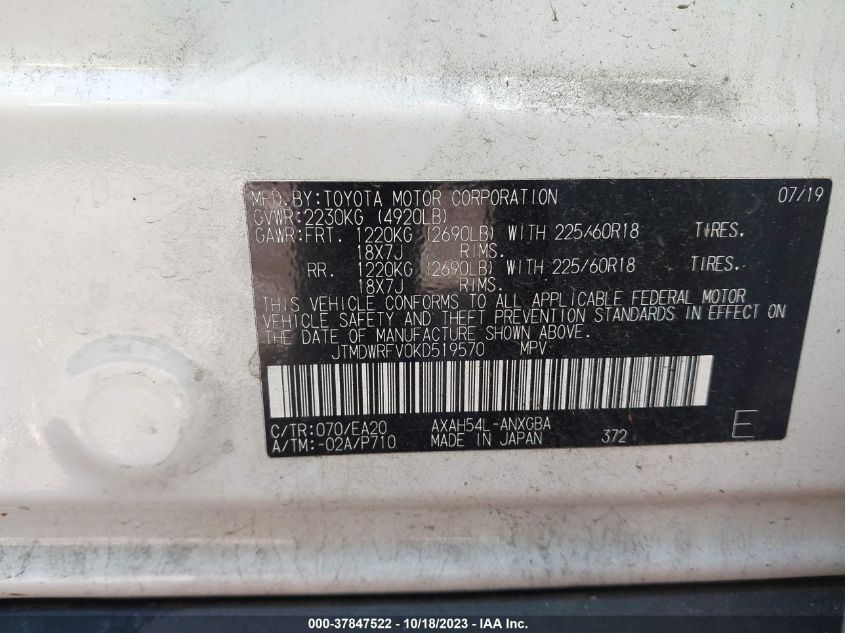 MFD.BY:TOYOTA MOTOR CORPORATION 07/19
GVWR:2230KG (4920LB)
GAWR:FRT. 1220KG (2690LB) WITH 225/60R18 TIRES.
18X7J RIMS.
RR. 1220KG (2690LB) WITH 225/60R18 TIRES.
18X7J RIMS.
THIS VEHICLE CONFORMS TO ALL APPLICABLE FEDERAL MOTOR
VEHICLE SAFETY AND THEFT PREVENTION STANDARDS IN EFFECT ON
THE DATE OF MANUFACTURE SHOWN ABOVE.
JTMDWRFV0KD519570 MPV
C/TR:070/EA20 AXAH54L-ANXGBA
A/TM:-02A/P710 MADE IN JAPAN 372 E
000-37847522 - 10/18/2023 - IAA Inc.